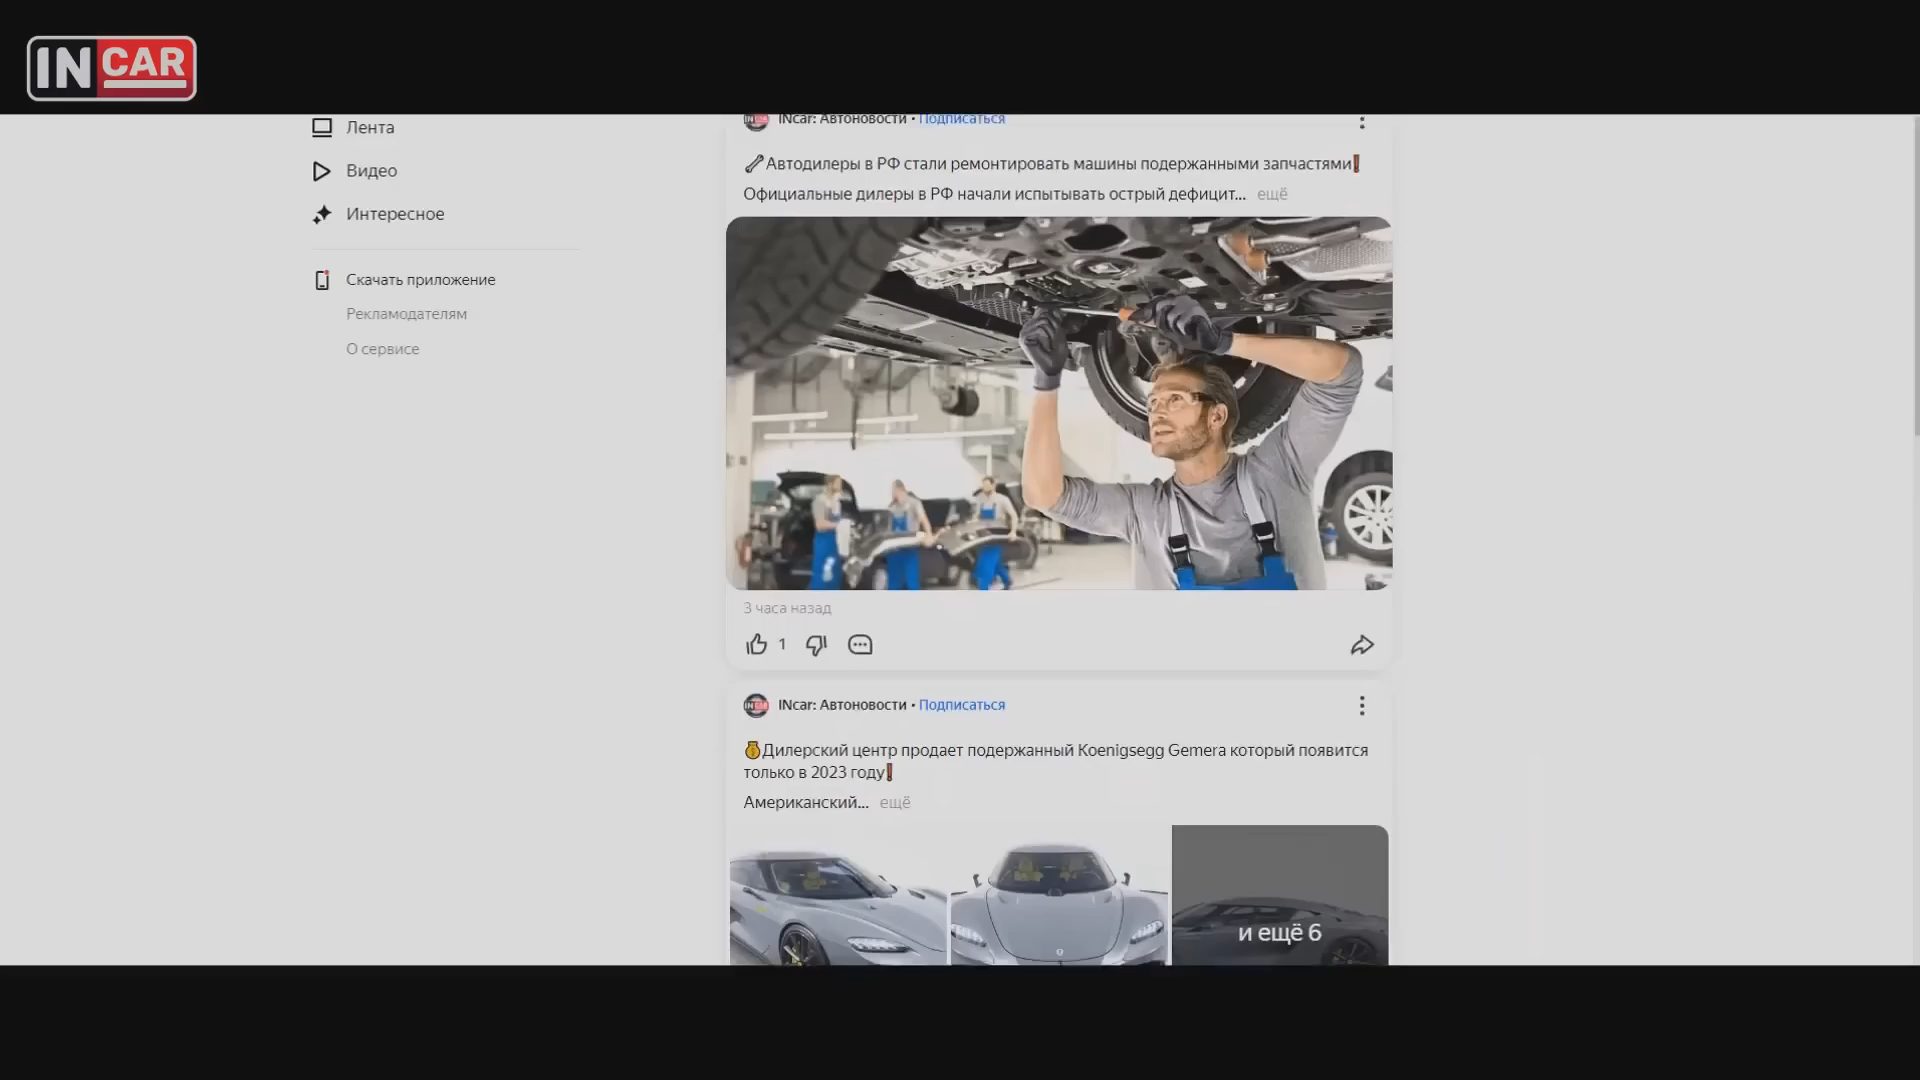 IN CAR
Лента
Видео
Интересное
Скачать приложение
Рекламодателям
О сервисе
INcar: Автоновости • Подписаться
Автодилеры в РФ стали ремонтировать машины подержанными запчастями❗
Официальные дилеры в РФ начали испытывать острый дефицит... ещё
3 часа назад
1
INcar: Автоновости • Подписаться
Дилерский центр продает подержанный Koenigsegg Gemera который появится
только в 2023 году❗
Американский... ещё
и ещё 6